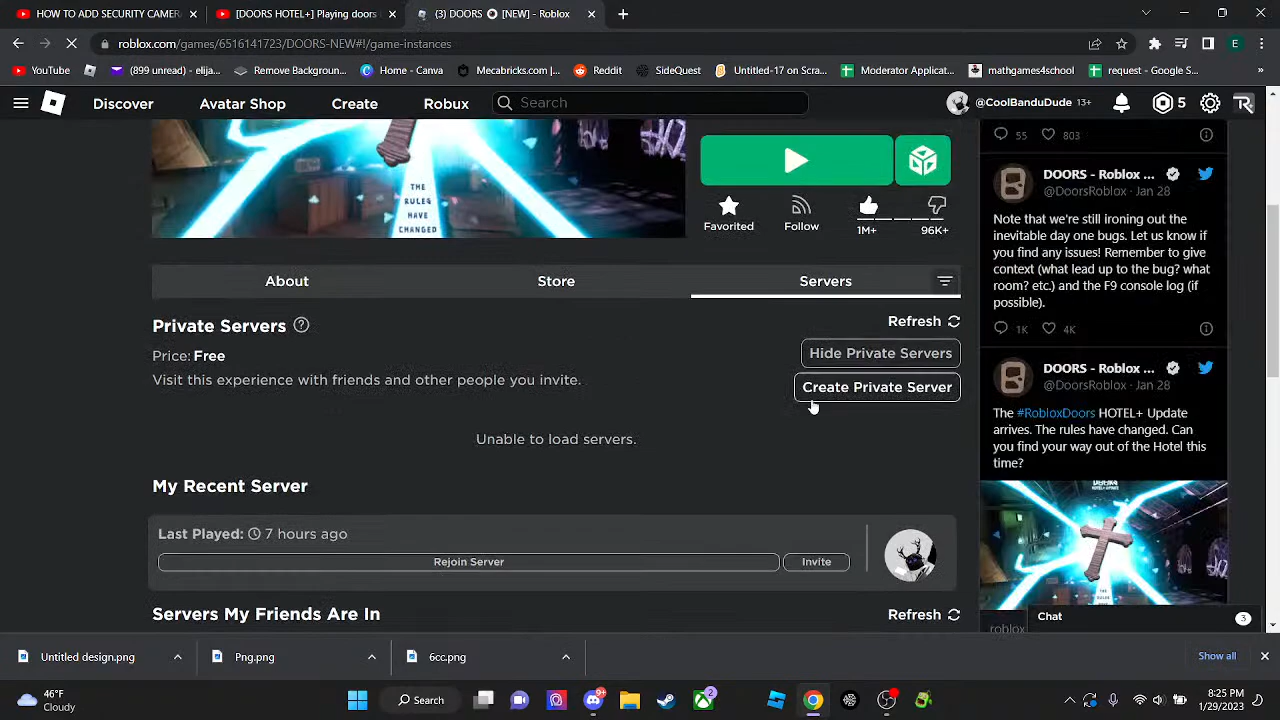 HOW TO ADD SECURITY CAMER
[DOORS HOTEL+] Playing doors
(3) DOORS [NEW] - Roblox
roblox.com/games/6516141723/DOORS-NEW#!/game-instances
YouTube
(899 unread) - elija...
Remove Backgroun...
Home - Canva
Mecabricks.com |...
Reddit
SideQuest
Untitled-17 on Scra...
Moderator Applicat...
mathgames4school
request - Google S...
»
E
Discover
Avatar Shop
Create
Robux
Search
@CoolBanduDude 13+
5
THE
RULES
HAVE
CHANGED
Favorited
Follow
1M+
96K+
About
Store
Servers
Private Servers
Refresh
Price: Free
Hide Private Servers
Visit this experience with friends and other people you invite.
Create Private Server
Unable to load servers.
My Recent Server
Last Played: 7 hours ago
Rejoin Server
Invite
Servers My Friends Are In
Refresh
55
803
DOORS - Roblox ...
@DoorsRoblox · Jan 28
Note that we're still ironing out the
inevitable day one bugs. Let us know if
you find any issues! Remember to give
context (what lead up to the bug? what
room? etc.) and the F9 console log (if
possible).
1K
4K
DOORS - Roblox ...
@DoorsRoblox · Jan 28
The #RobloxDoors HOTEL+ Update
arrives. The rules have changed. Can
you find your way out of the Hotel this
time?
roblox
Chat
3
Untitled design.png
Png.png
6cc.png
Show all
46°F
Cloudy
Search
9+
2
8:25 PM
1/29/2023